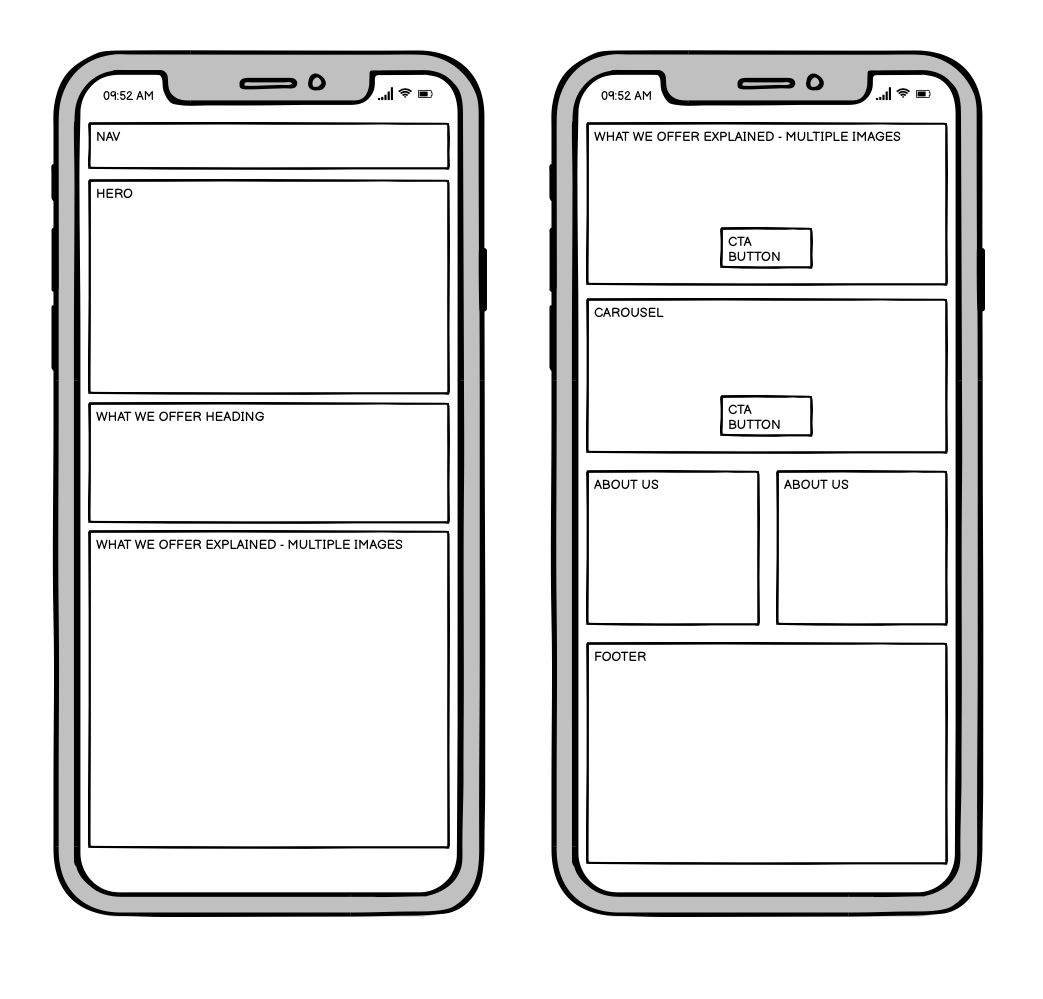 09:52 AM
NAV
HERO
WHAT WE OFFER HEADING
WHAT WE OFFER EXPLAINED - MULTIPLE IMAGES
09:52 AM
WHAT WE OFFER EXPLAINED - MULTIPLE IMAGES
CTA
BUTTON
CAROUSEL
CTA
BUTTON
ABOUT US
ABOUT US
FOOTER